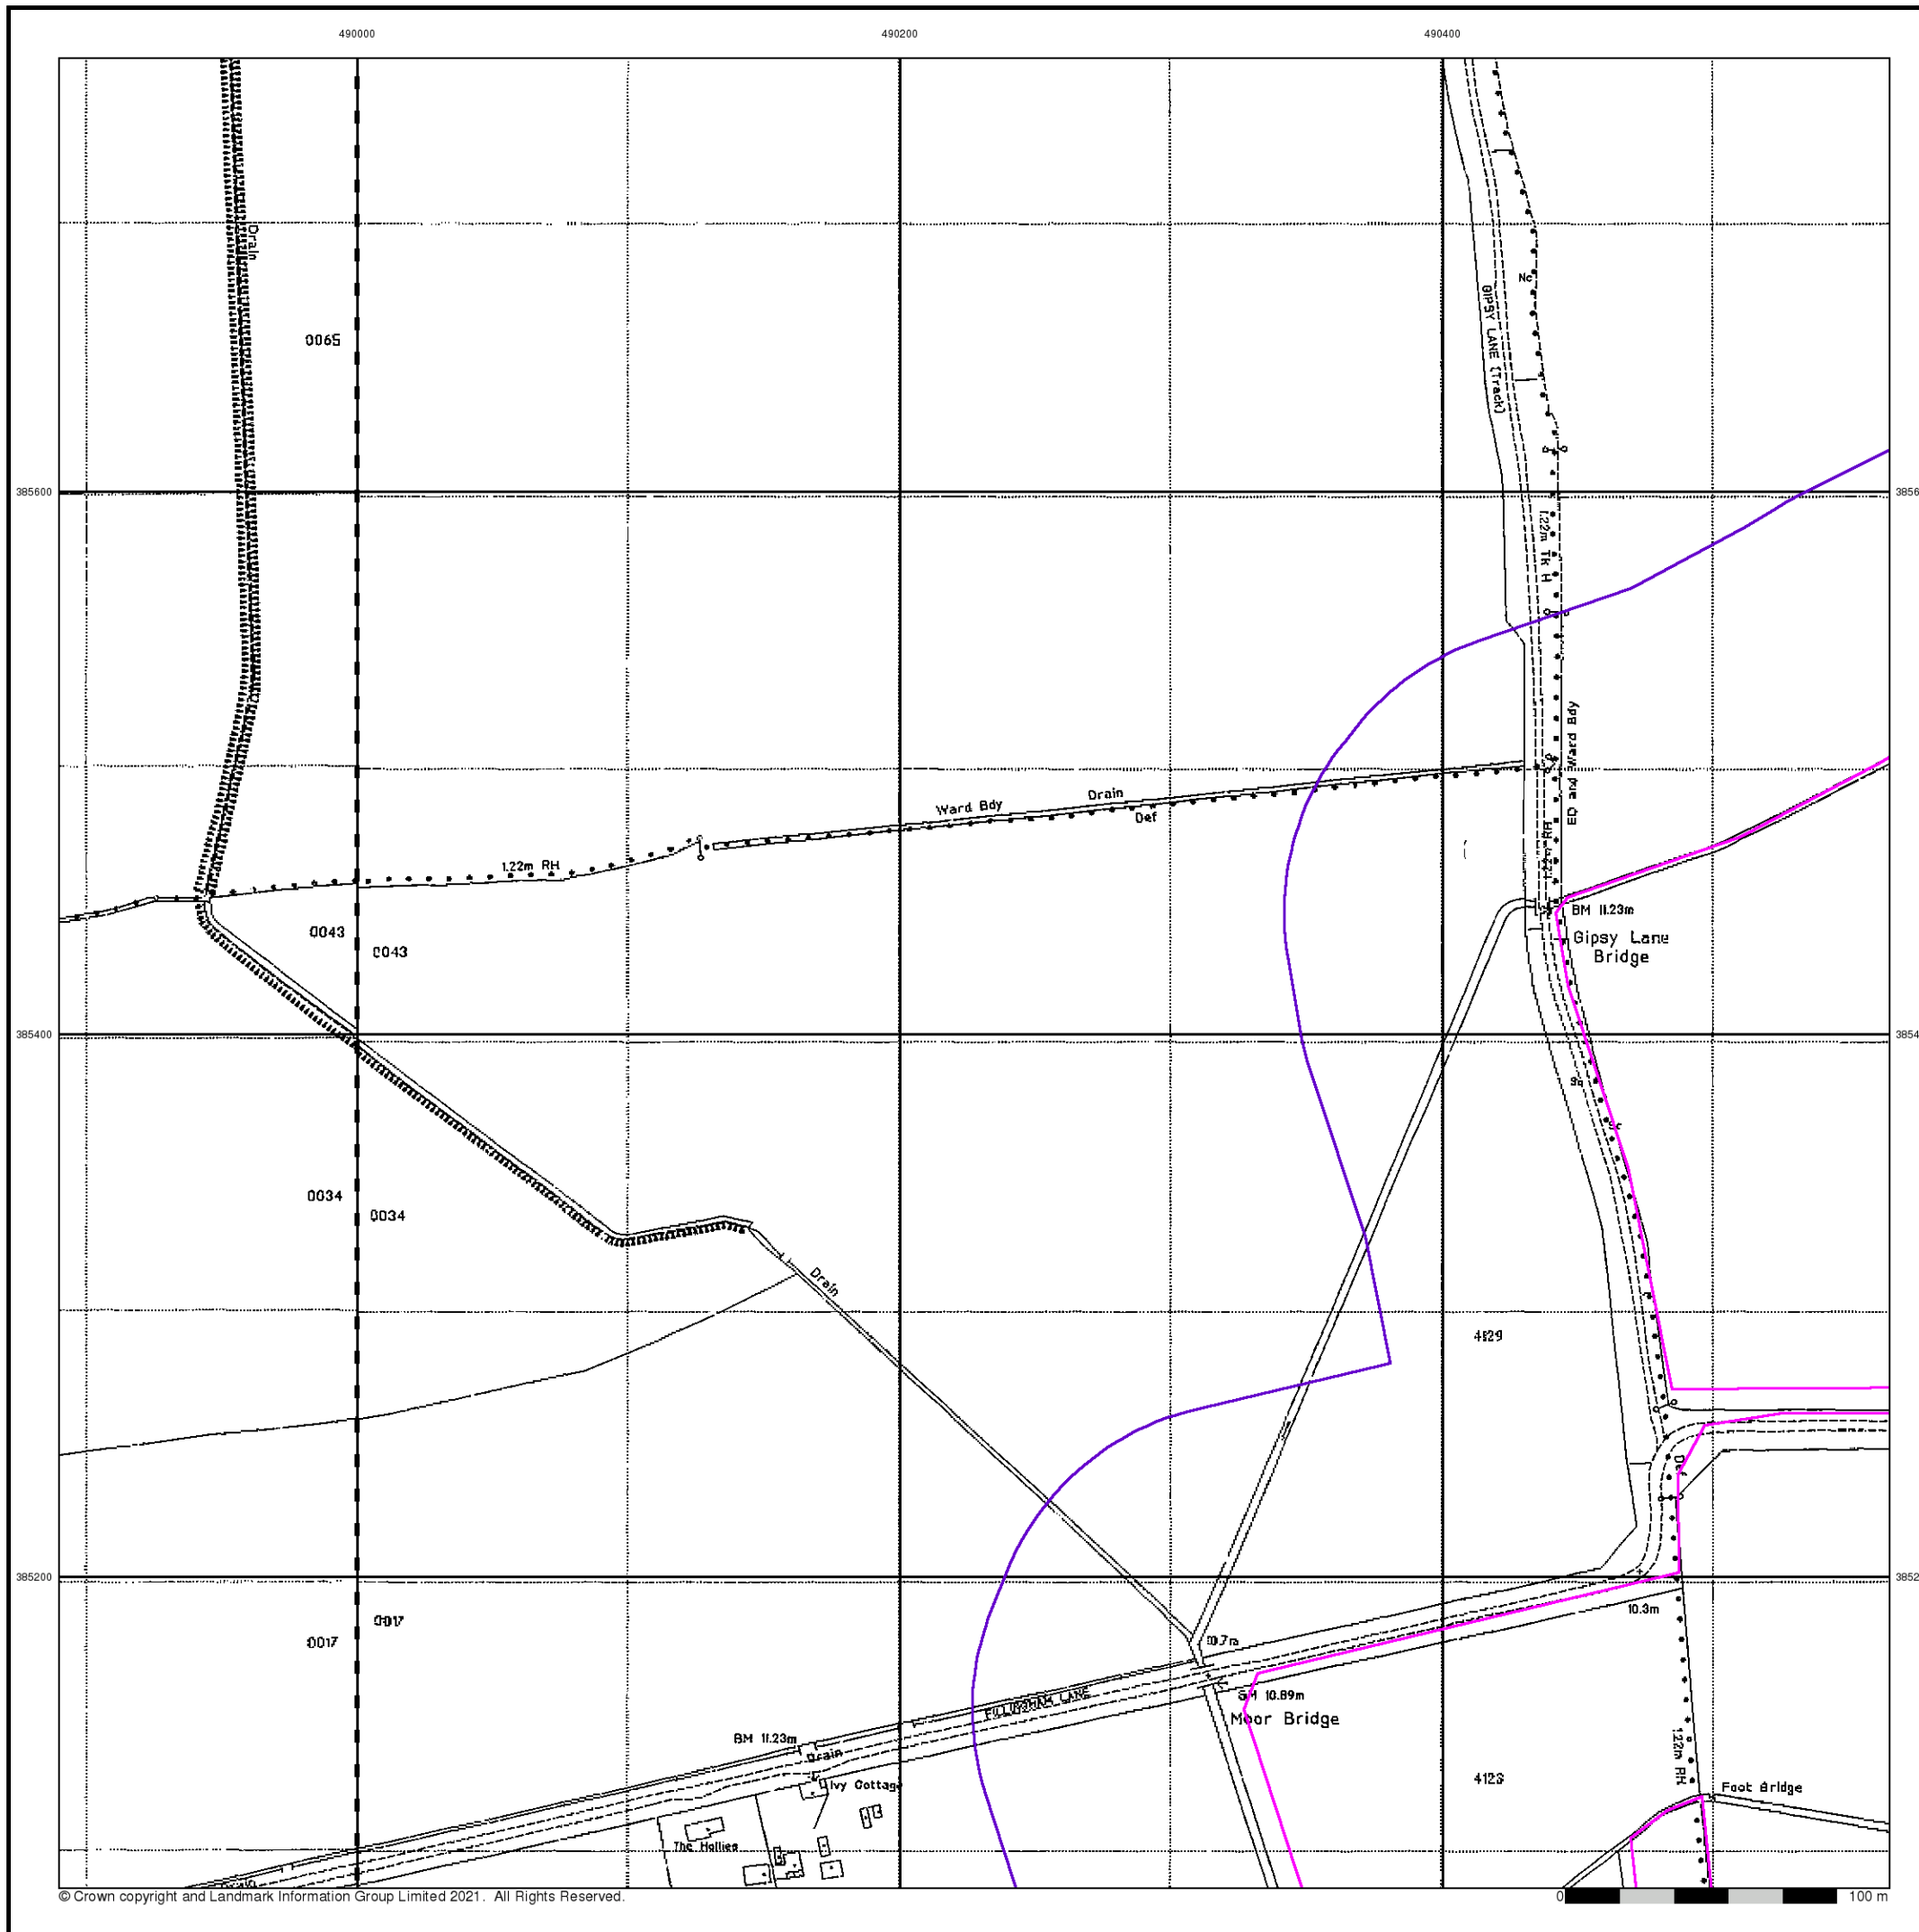 490000
490200
490400
Drain
0065
Nc
GIPSY LANE (Track)
385600
3856
1.22m TK H
ED and Ward Bdy
Ward Bdy
Drain
Def
1.22m RH
BM 11.23m
Gipsy Lane
Bridge
0043
0043
385400
3854
0034
0034
Drain
4129
Def
385200
3852
0017
0017
10.7m
10.3m
FILLINGHAM LANE
BM 10.89m
Moor Bridge
BM 11.23m
Drain
Ivy Cottage
The Hollies
1.22m RH
4123
Foot Bridge
© Crown copyright and Landmark Information Group Limited 2021. All Rights Reserved.
0
100 m